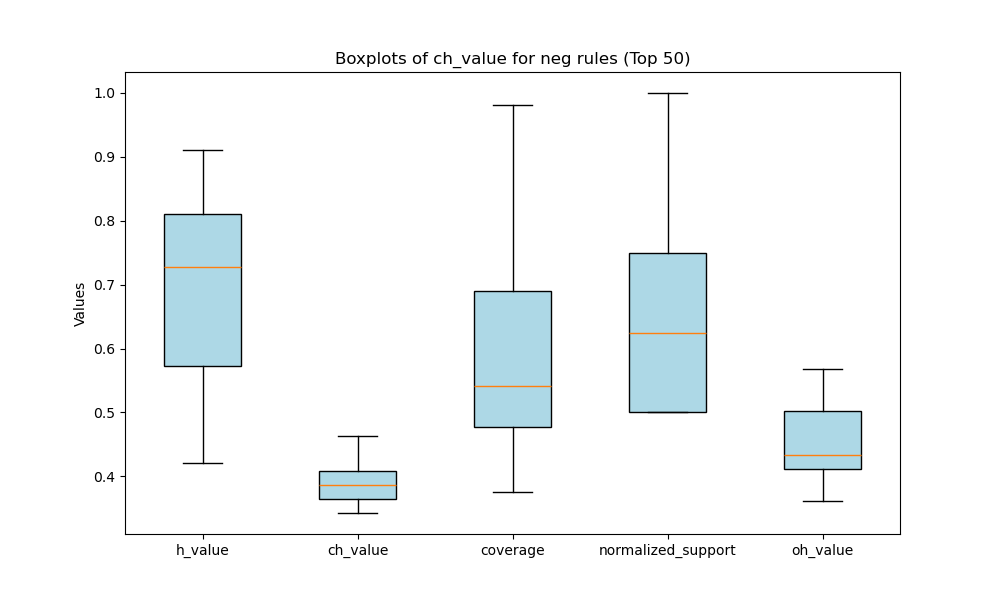 Boxplots of ch_value for neg rules (Top 50)
Values
1.0
0.9
0.8
0.7
0.6
0.5
0.4
h_value ch_value coverage normalized_support oh_value